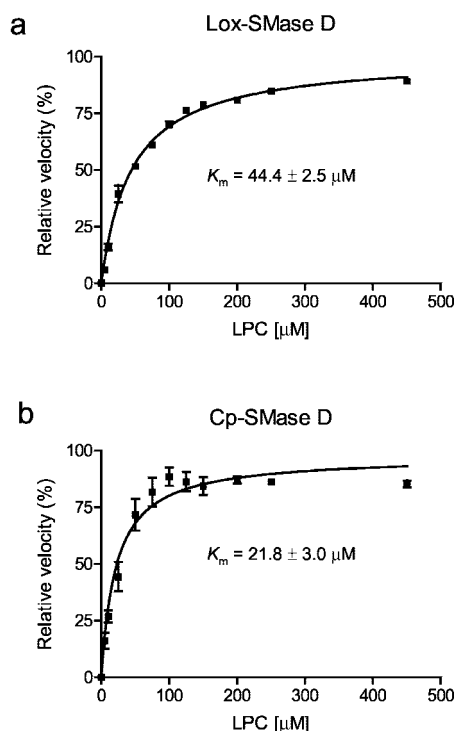 a
Lox-SMase D
Relative velocity (%)
100
75
50
25
0
K_m = 44.4 ± 2.5 μM
0 100 200 300 400 500
LPC [μM]
b
Cp-SMase D
Relative velocity (%)
100
75
50
25
0
K_m = 21.8 ± 3.0 μM
0 100 200 300 400 500
LPC [μM]